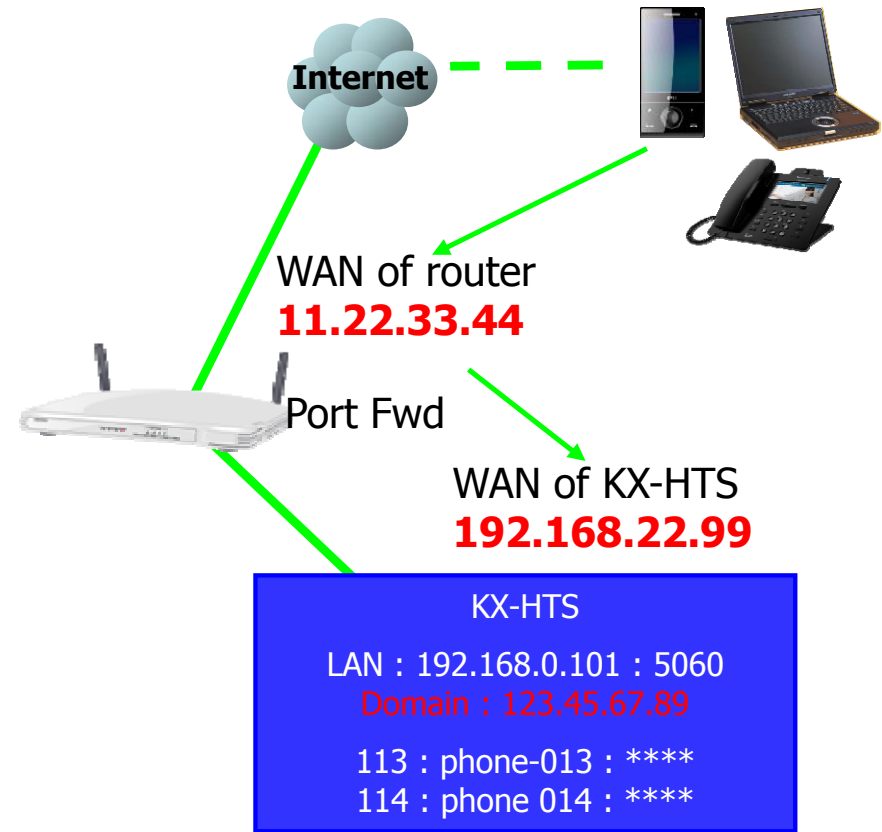 Internet
WAN of router
11.22.33.44
Port Fwd
WAN of KX-HTS
192.168.22.99
KX-HTS
LAN : 192.168.0.101 : 5060
Domain : 123.45.67.89
113 : phone-013 : ****
114 : phone 014 : ****